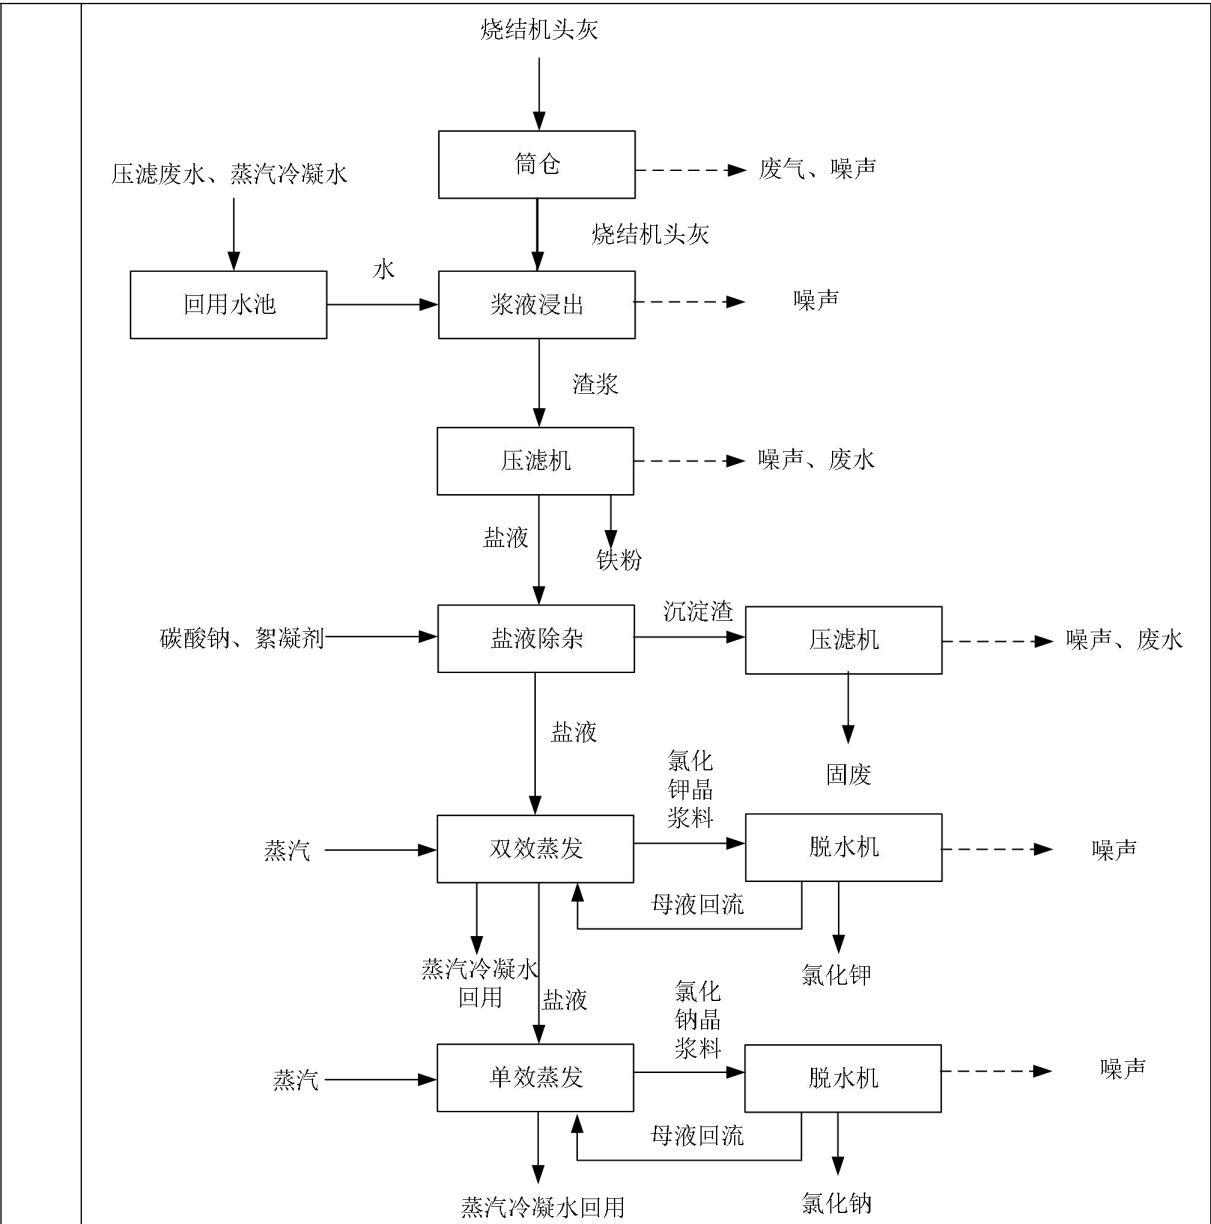 烧结机头灰
筒仓
废气、噪声
压滤废水、蒸汽冷凝水
烧结机头灰
水
回用水池
浆液浸出
噪声
渣浆
压滤机
噪声、废水
盐液
铁粉
沉淀渣
碳酸钠、絮凝剂
盐液除杂
压滤机
噪声、废水
盐液
氯化
钾晶
浆料
固废
蒸汽
双效蒸发
脱水机
噪声
母液回流
蒸汽冷凝水
回用
氯化钾
盐液
氯化
钠晶
浆料
蒸汽
单效蒸发
脱水机
噪声
母液回流
蒸汽冷凝水回用
氯化钠